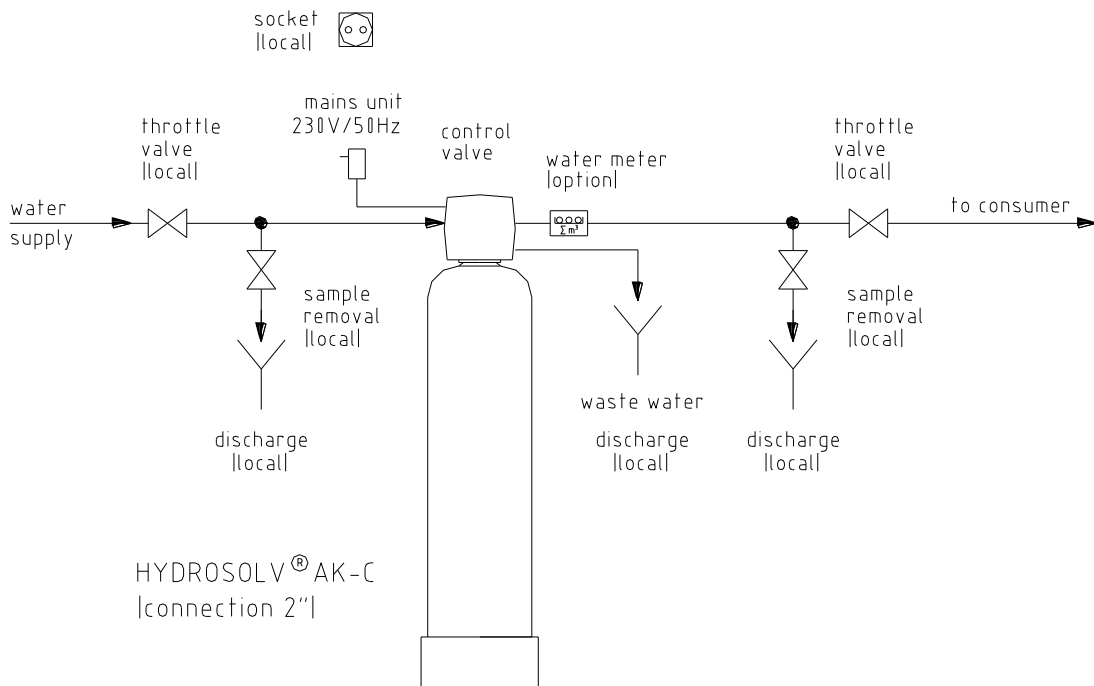 socket
|local|
mains unit
230V/50Hz
throttle
valve
|local|
control
valve
water meter
|option|
throttle
valve
|local|
water
supply
Σm³
to consumer
sample
removal
|local|
sample
removal
|local|
waste water
discharge
|local|
discharge
|local|
discharge
|local|
HYDROSOLV® AK-C
|connection 2"|